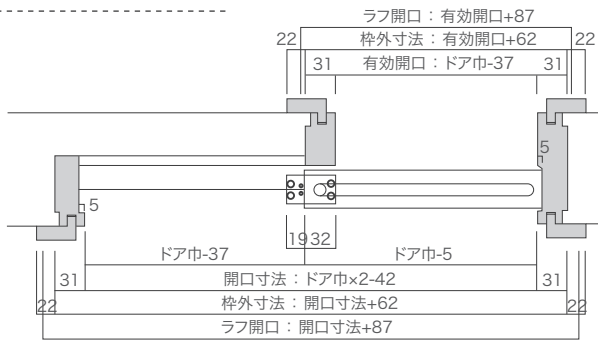 ラフ開口：有効開口+87
22 枠外寸法：有効開口+62 22
31 有効開口：ドア巾-37 31
5
5
19 32
ドア巾-37 ドア巾-5
31 開口寸法：ドア巾×2-42 31
22 枠外寸法：開口寸法+62 22
ラフ開口：開口寸法+87